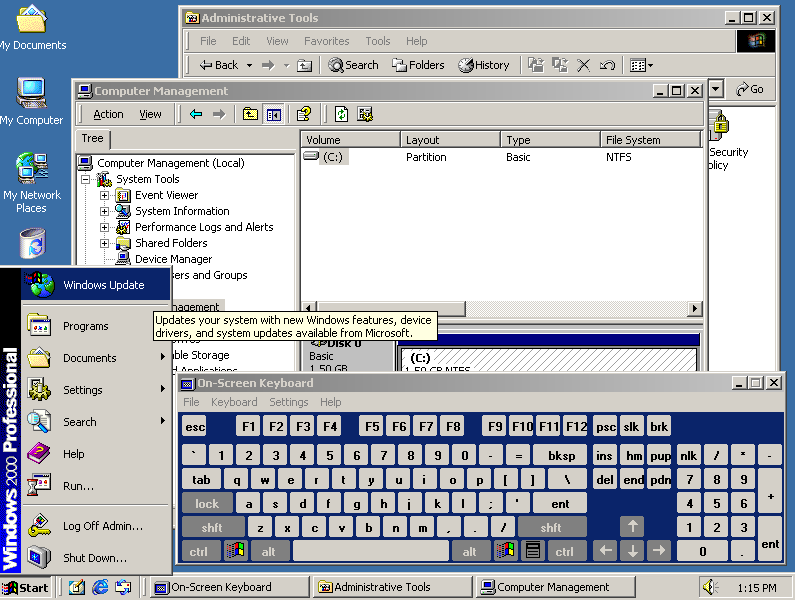 My Documents
My Computer
My Network
Places
Administrative Tools
File Edit View Favorites Tools Help
Back Search Folders History
Go
Security
olicy
Computer Management
Action View
Tree
Computer Management (Local)
System Tools
Event Viewer
System Information
Performance Logs and Alerts
Shared Folders
Device Manager
sers and Groups
nagement
ble Storage
Volume Layout Type File System
(C:) Partition Basic NTFS
Disk 0
Basic
1.50 GB
(C:)
1.50 GB NTFS
Windows 2000 Professional
Windows Update
Programs
Documents
Settings
Search
Help
Run...
Log Off Admin...
Shut Down...
Updates your system with new Windows features, device
drivers, and system updates available from Microsoft.
On-Screen Keyboard
File Keyboard Settings Help
esc F1 F2 F3 F4 F5 F6 F7 F8 F9 F10 F11 F12 psc slk brk
` 1 2 3 4 5 6 7 8 9 0 - = bksp ins hm pup nlk / * -
tab q w e r t y u i o p [ ] \ del end pdn 7 8 9 +
lock a s d f g h j k l ; ' ent 4 5 6
shft z x c v b n m , . / shft 1 2 3 ent
ctrl alt alt ctrl 0 .
Start On-Screen Keyboard Administrative Tools Computer Management 1:15 PM